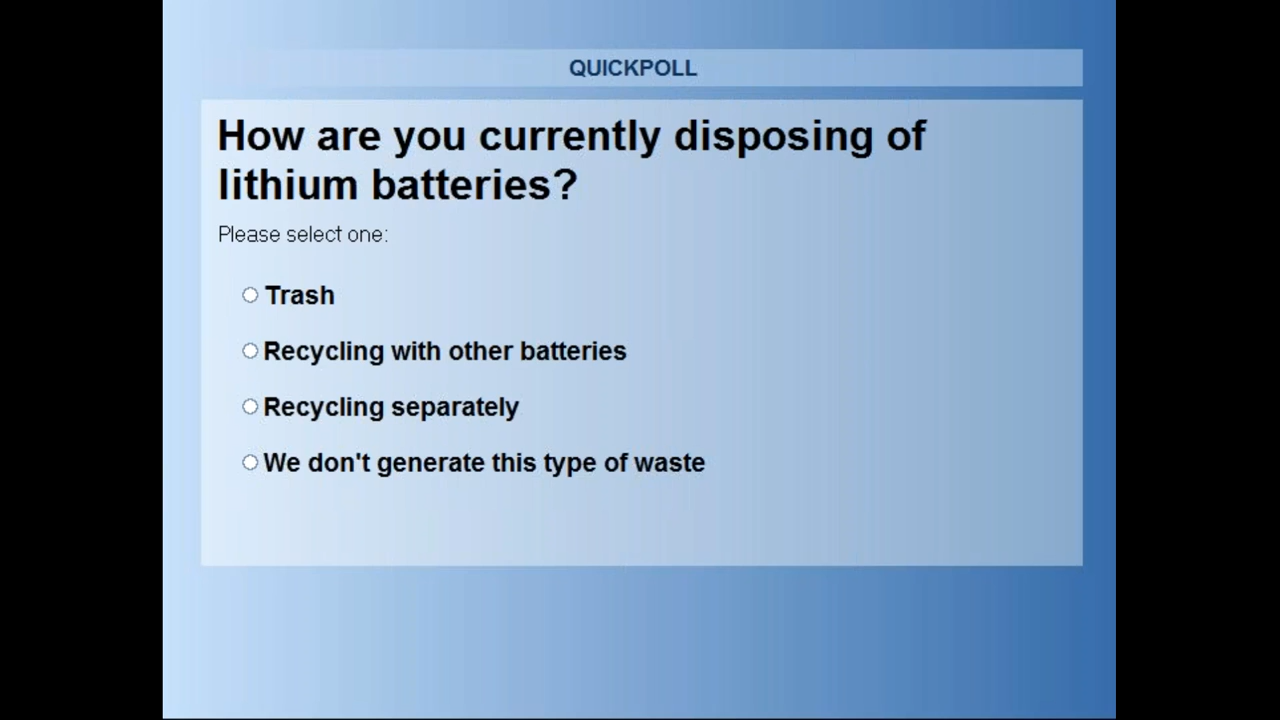 QUICKPOLL
How are you currently disposing of
lithium batteries?
Please select one:
Trash
Recycling with other batteries
Recycling separately
We don't generate this type of waste